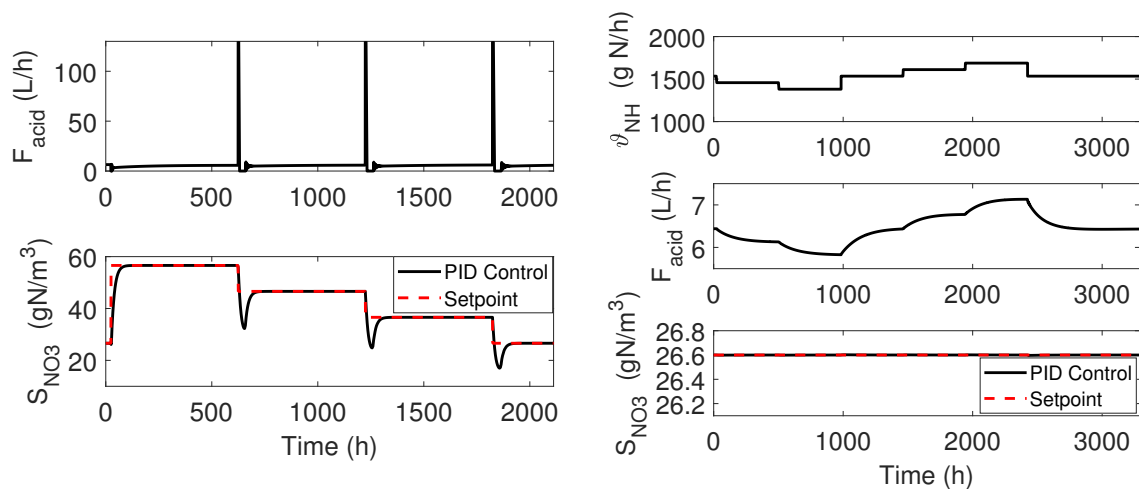 F_acid (L/h)
100
50
0
0 500 1000 1500 2000
S_NO3 (gN/m³)
60
40
20
PID Control
Setpoint
0 500 1000 1500 2000
Time (h)
ϑ_NH (g N/h)
2000
1500
1000
0 1000 2000 3000
F_acid (L/h)
7
6
0 1000 2000 3000
S_NO3 (gN/m³)
26.8
26.6
26.4
26.2
PID Control
Setpoint
0 1000 2000 3000
Time (h)